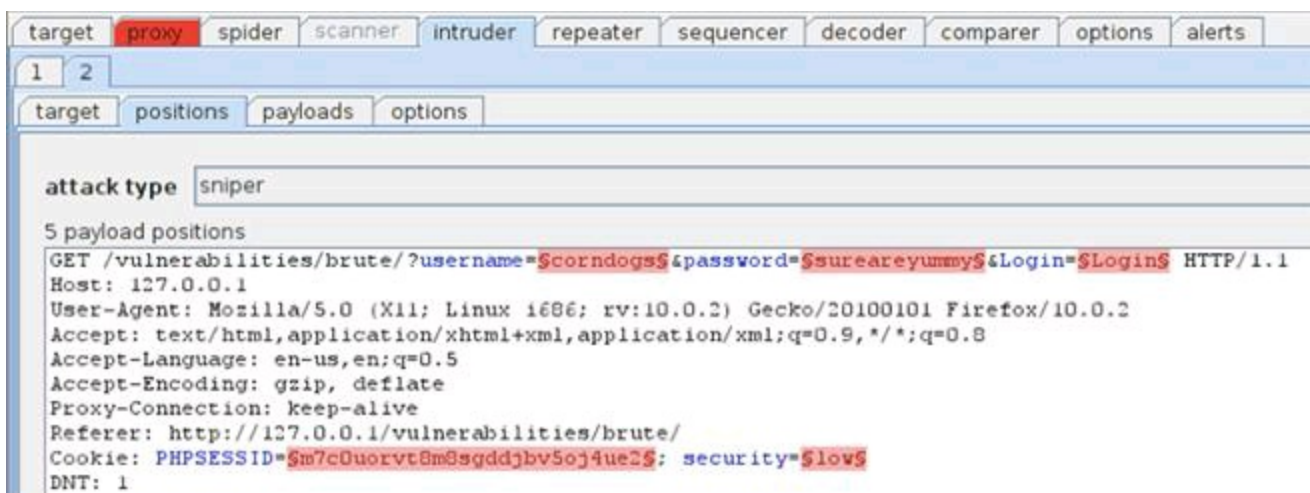 target proxy spider scanner intruder repeater sequencer decoder comparer options alerts
1 2
target positions payloads options
attack type sniper
5 payload positions
GET /vulnerabilities/brute/?username=§corndogs§&password=§sureareyummy§&Login=§Login§ HTTP/1.1
Host: 127.0.0.1
User-Agent: Mozilla/5.0 (X11; Linux i686; rv:10.0.2) Gecko/20100101 Firefox/10.0.2
Accept: text/html,application/xhtml+xml,application/xml;q=0.9,*/*;q=0.8
Accept-Language: en-us,en;q=0.5
Accept-Encoding: gzip, deflate
Proxy-Connection: keep-alive
Referer: http://127.0.0.1/vulnerabilities/brute/
Cookie: PHPSESSID=§m7c0uorvt8m8sgddjbv5oj4ue2§; security=§low§
DNT: 1